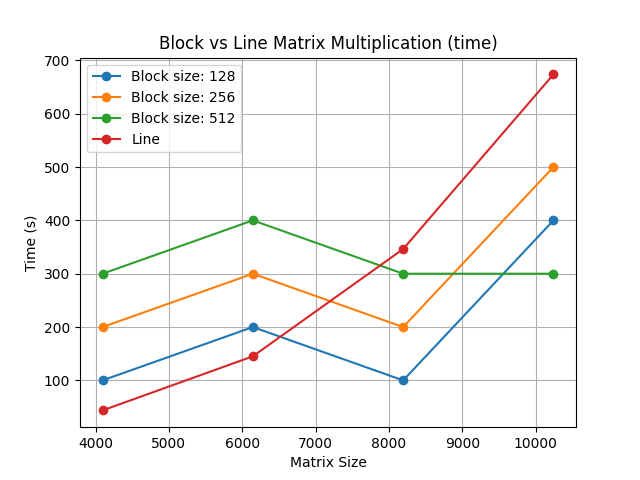 Block vs Line Matrix Multiplication (time)
Block size: 128
Block size: 256
Block size: 512
Line
700
600
500
400
300
200
100
Time (s)
4000 5000 6000 7000 8000 9000 10000
Matrix Size